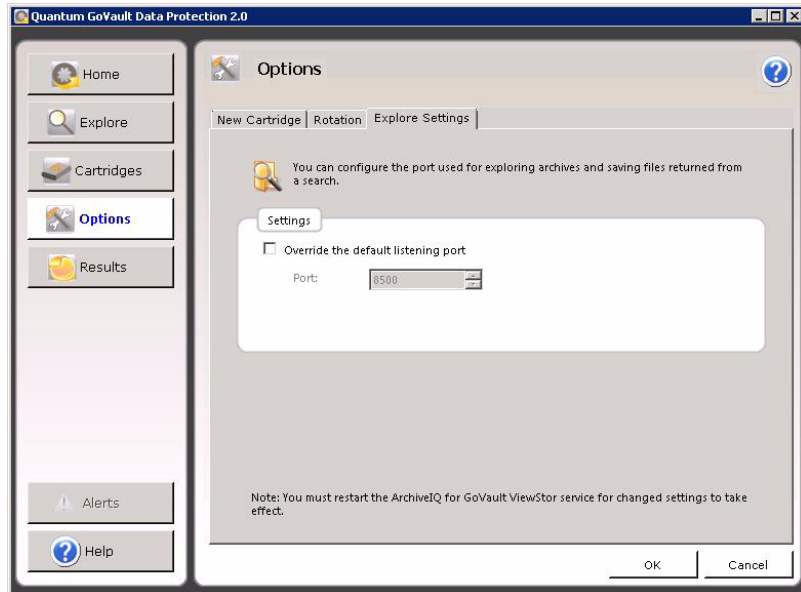 Quantum GoVault Data Protection 2.0
Home
Explore
Cartridges
Options
Results
Alerts
Help
Options
New Cartridge
Rotation
Explore Settings
You can configure the port used for exploring archives and saving files returned from
a search.
Settings
Override the default listening port
Port:
8500
Note: You must restart the ArchiveIQ for GoVault ViewStor service for changed settings to take
effect.
OK
Cancel